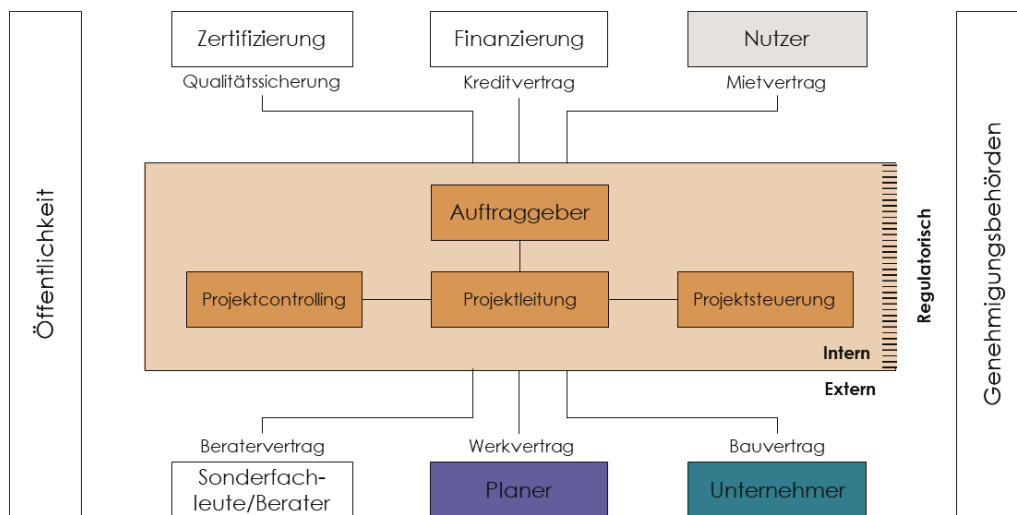 Öffentlichkeit
Zertifizierung
Finanzierung
Nutzer
Qualitätssicherung
Kreditvertrag
Mietvertrag
Auftraggeber
Projektcontrolling
Projektleitung
Projektsteuerung
Intern
Extern
Regulatorisch
Genehmigungsbehörden
Beratervertrag
Werkvertrag
Bauvertrag
Sonderfach-
leute/Berater
Planer
Unternehmer